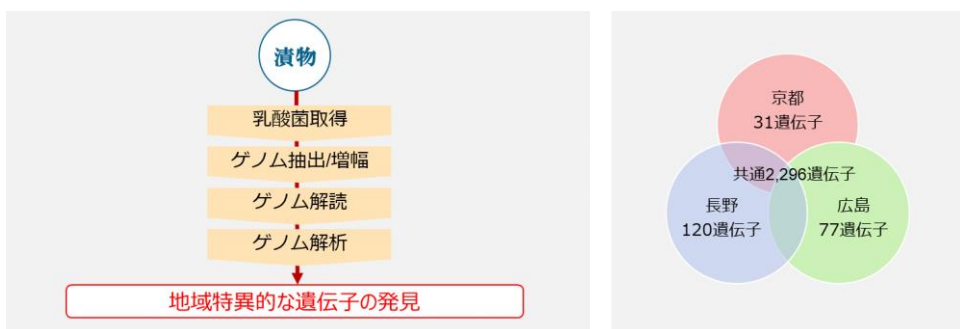 漬物
乳酸菌取得
ゲノム抽出/増幅
ゲノム解読
ゲノム解析
地域特異的な遺伝子の発見
京都
31遺伝子
共通2,296遺伝子
長野
120遺伝子
広島
77遺伝子